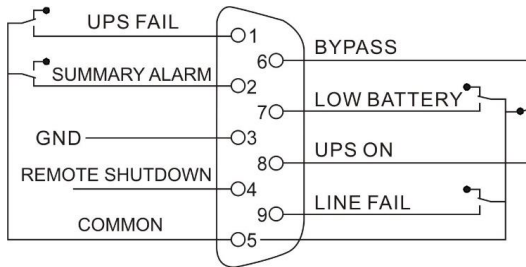 UPS FAIL 1
6 BYPASS
SUMMARY ALARM 2
7 LOW BATTERY
GND 3
8 UPS ON
REMOTE SHUTDOWN 4
9 LINE FAIL
COMMON 5